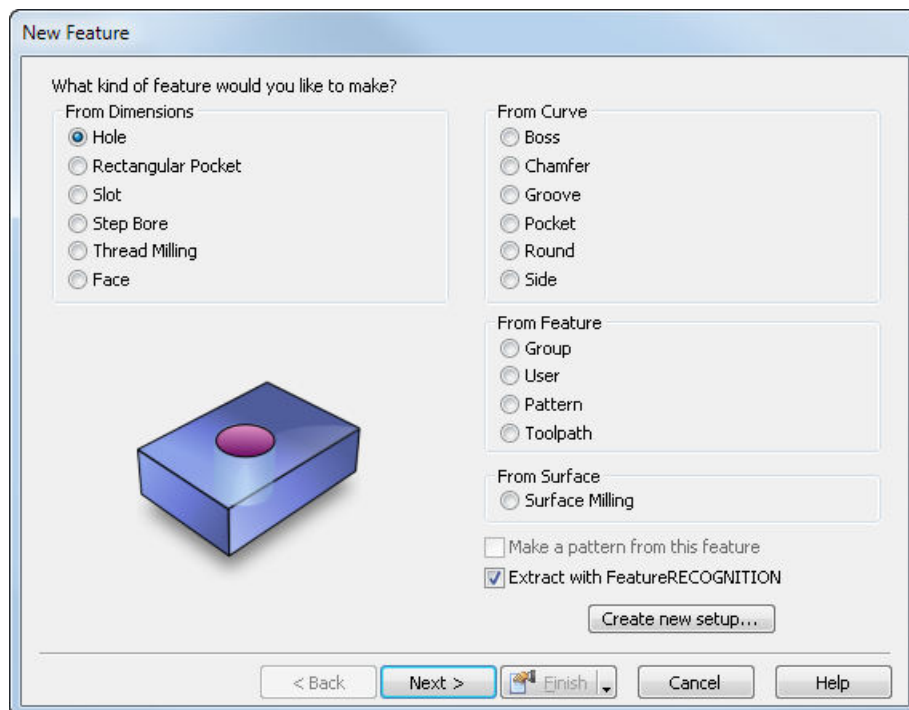 New Feature
What kind of feature would you like to make?
From Dimensions
Hole
Rectangular Pocket
Slot
Step Bore
Thread Milling
Face
From Curve
Boss
Chamfer
Groove
Pocket
Round
Side
From Feature
Group
User
Pattern
Toolpath
From Surface
Surface Milling
Make a pattern from this feature
Extract with FeatureRECOGNITION
Create new setup...
< Back Next > Finish Cancel Help